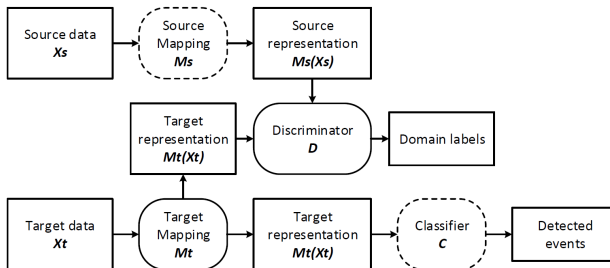 Source data
Xs
Source
Mapping
Ms
Source
representation
Ms(Xs)
Target
representation
Mt(Xt)
Discriminator
D
Domain labels
Target data
Xt
Target
Mapping
Mt
Target
representation
Mt(Xt)
Classifier
C
Detected
events